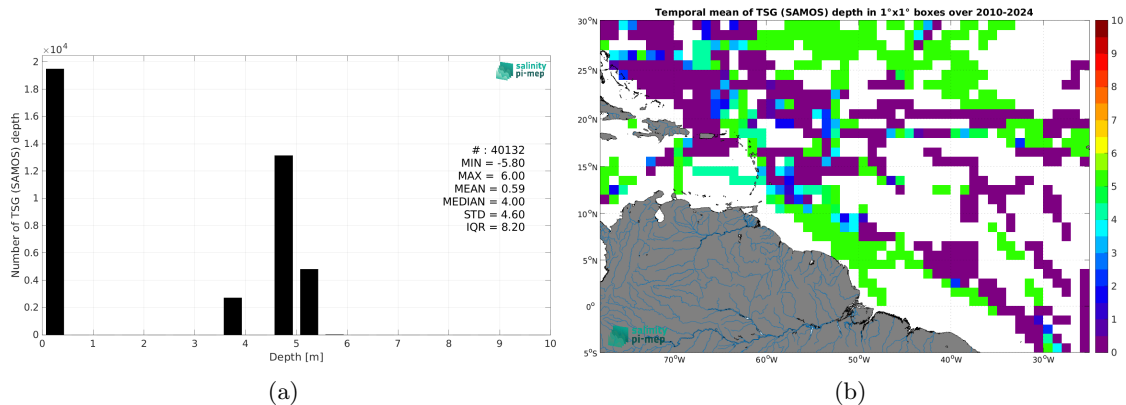 ×10⁴
2
1.8
1.6
1.4
1.2
1
0.8
0.6
0.4
0.2
0
Number of TSG (SAMOS) depth
0 1 2 3 4 5 6 7 8 9 10
Depth [m]
salinity
pi-mep
# : 40132
MIN = -5.80
MAX = 6.00
MEAN = 0.59
MEDIAN = 4.00
STD = 4.60
IQR = 8.20
(a)
Temporal mean of TSG (SAMOS) depth in 1°x1° boxes over 2010-2024
30°N
25°N
20°N
15°N
10°N
5°N
0°
5°S
70°W 60°W 50°W 40°W 30°W
salinity
pi-mep
10
9
8
7
6
5
4
3
2
1
0
(b)